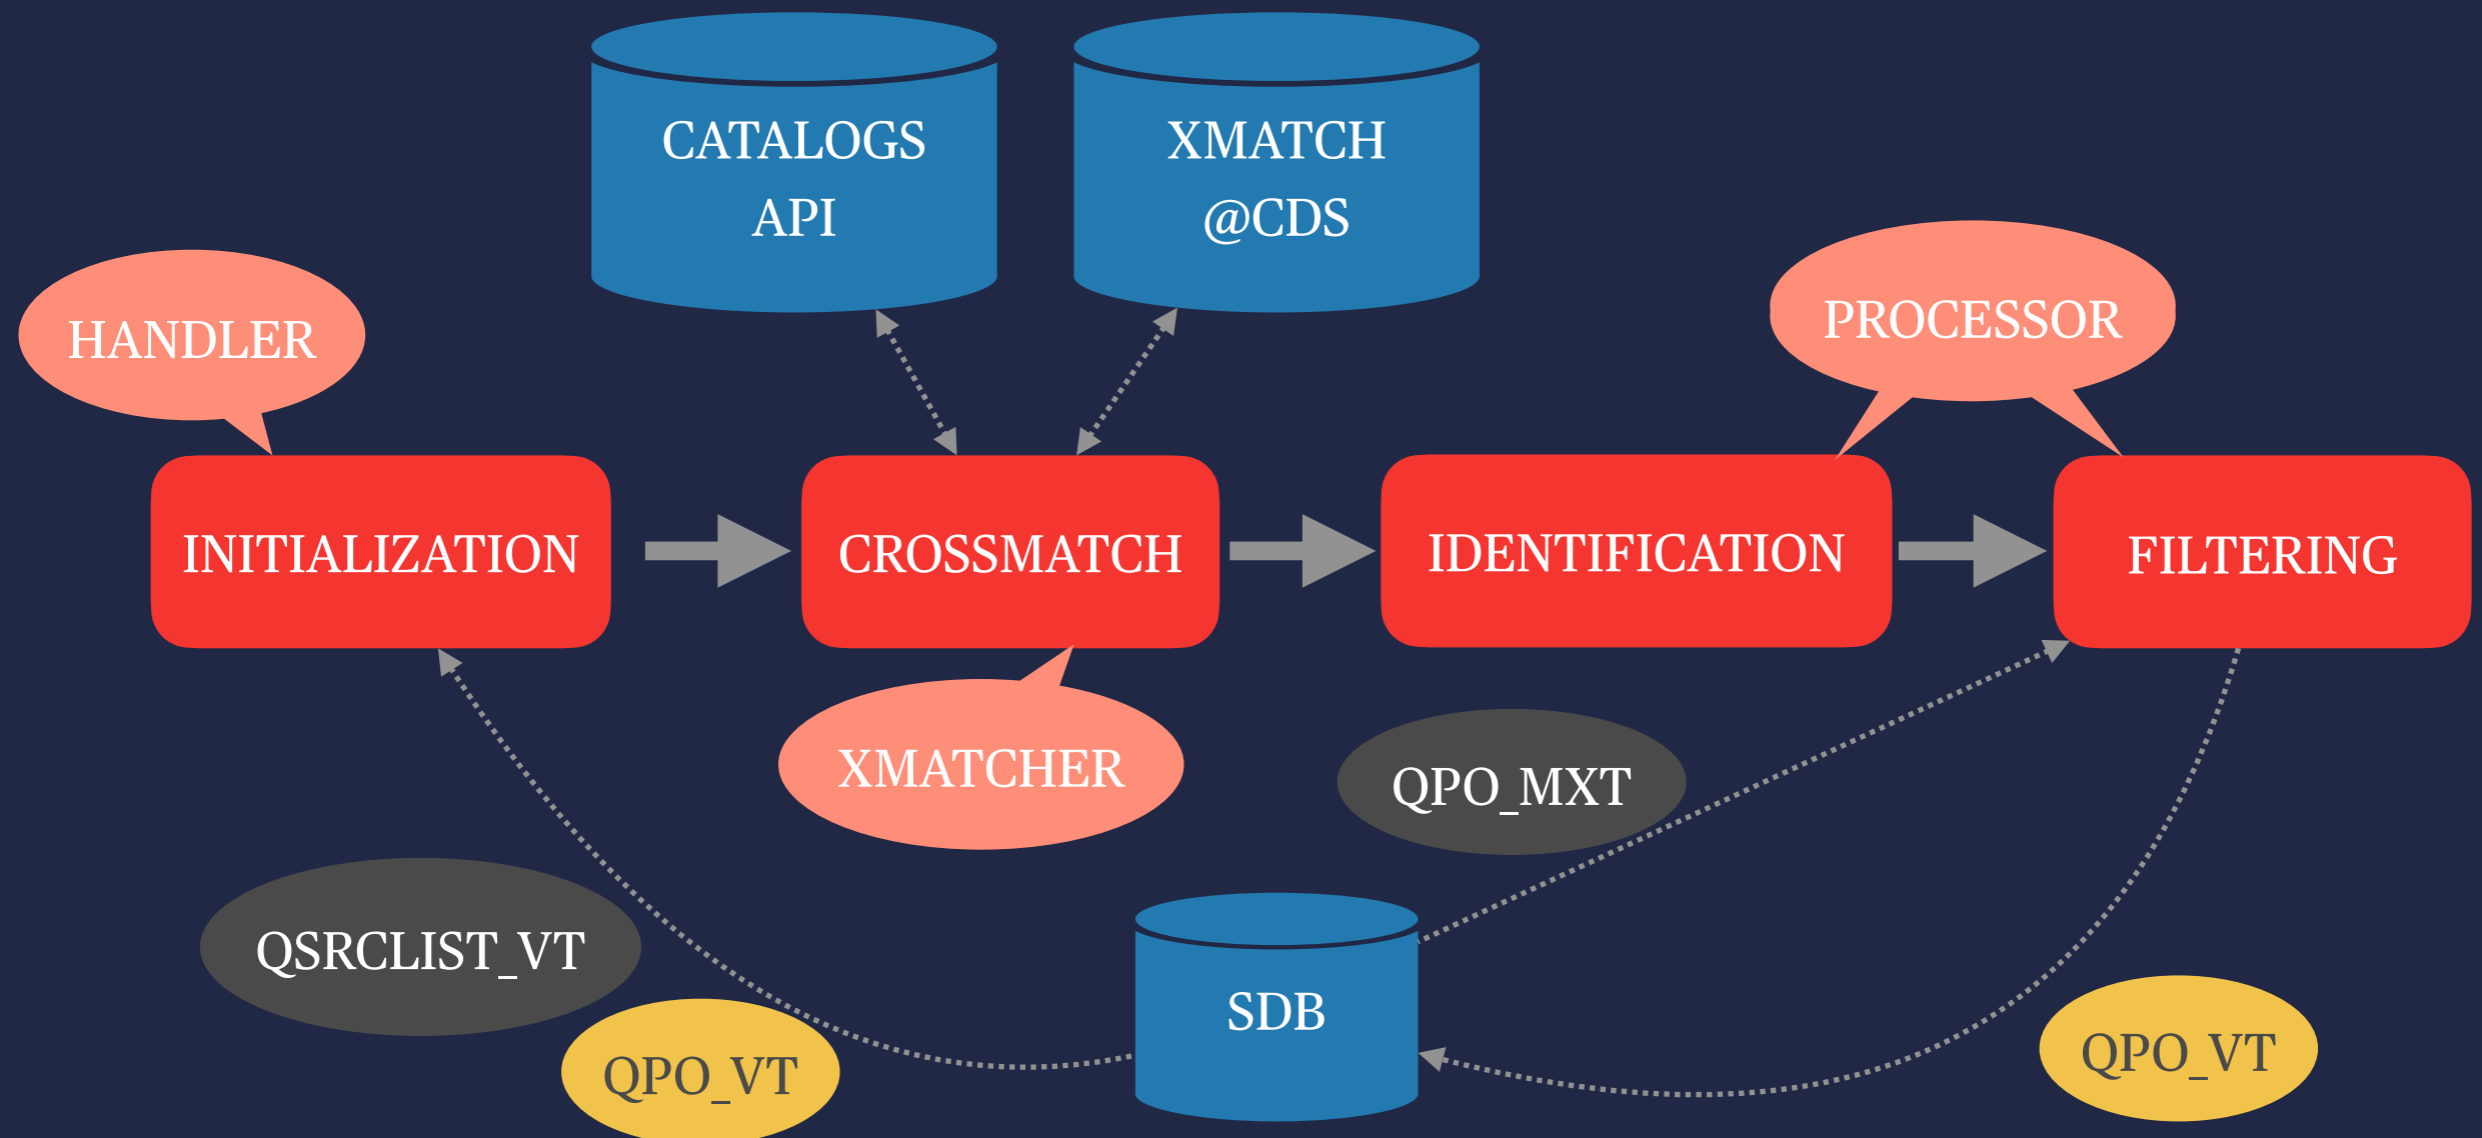 CATALOGS
API
XMATCH
@CDS
HANDLER
PROCESSOR
INITIALIZATION
CROSSMATCH
IDENTIFICATION
FILTERING
XMATCHER
QPO_MXT
QSRCLIST_VT
SDB
QPO_VT
QPO_VT